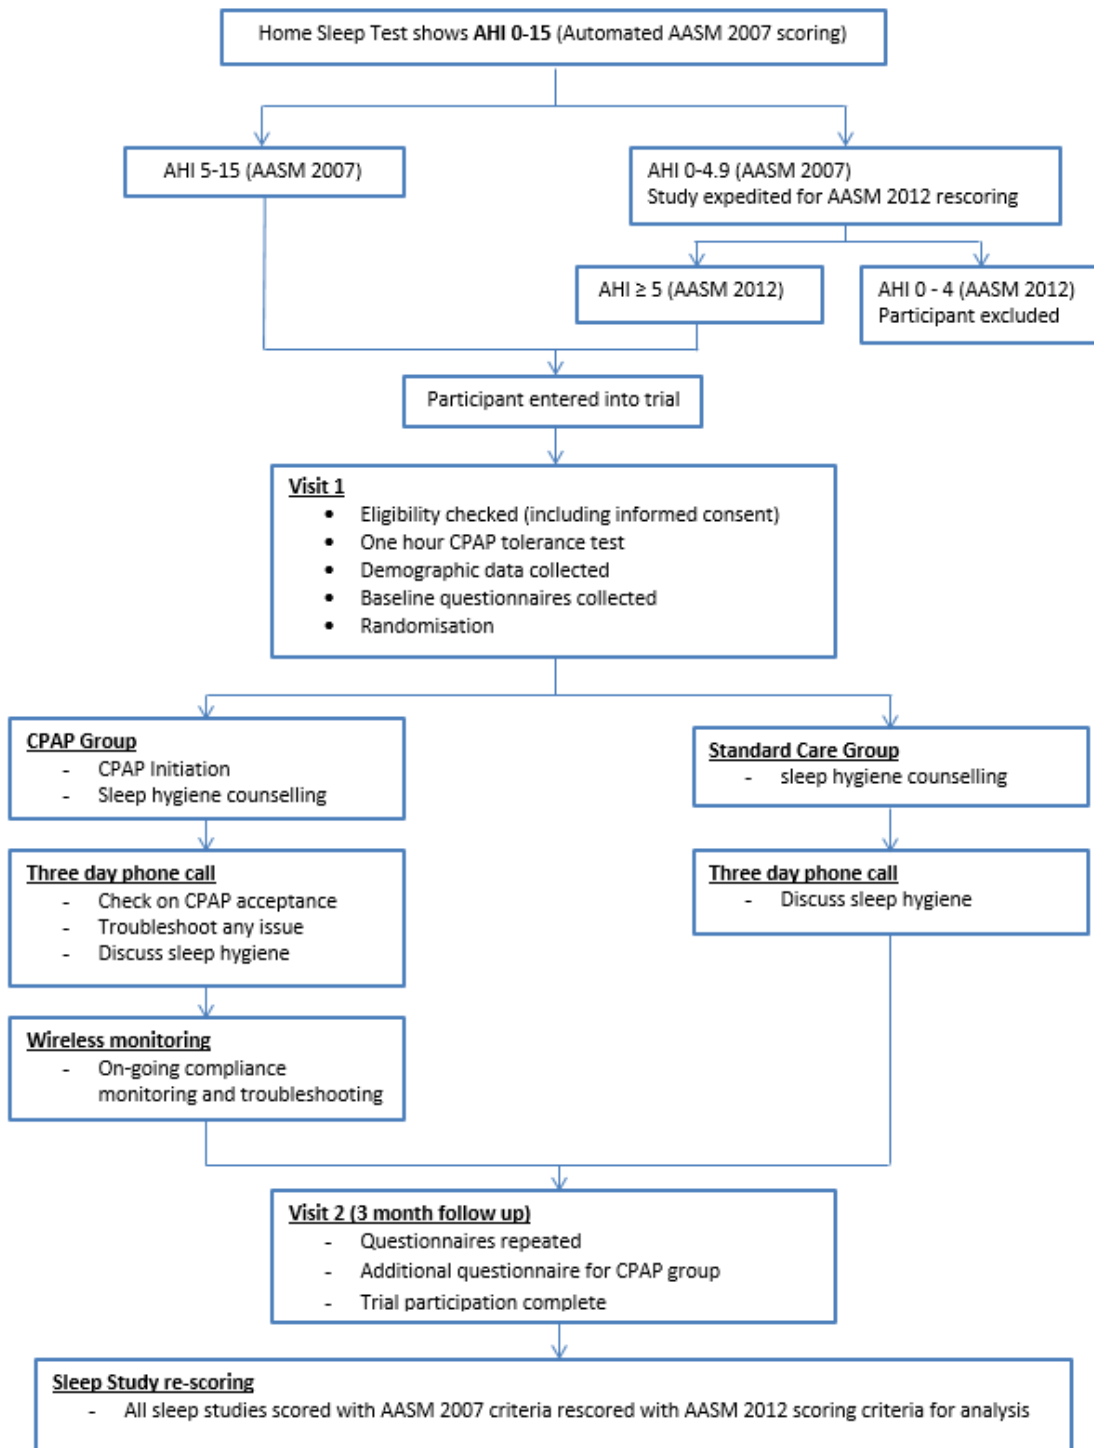 Home Sleep Test shows AHI 0-15 (Automated AASM 2007 scoring)
AHI 5-15 (AASM 2007)
AHI 0-4.9 (AASM 2007)
Study expedited for AASM 2012 rescoring
AHI ≥ 5 (AASM 2012)
AHI 0 - 4 (AASM 2012)
Participant excluded
Participant entered into trial
Visit 1
• Eligibility checked (including informed consent)
• One hour CPAP tolerance test
• Demographic data collected
• Baseline questionnaires collected
• Randomisation
CPAP Group
- CPAP Initiation
- Sleep hygiene counselling
Standard Care Group
- sleep hygiene counselling
Three day phone call
- Check on CPAP acceptance
- Troubleshoot any issue
- Discuss sleep hygiene
Three day phone call
- Discuss sleep hygiene
Wireless monitoring
- On-going compliance
monitoring and troubleshooting
Visit 2 (3 month follow up)
- Questionnaires repeated
- Additional questionnaire for CPAP group
- Trial participation complete
Sleep Study re-scoring
- All sleep studies scored with AASM 2007 criteria rescored with AASM 2012 scoring criteria for analysis